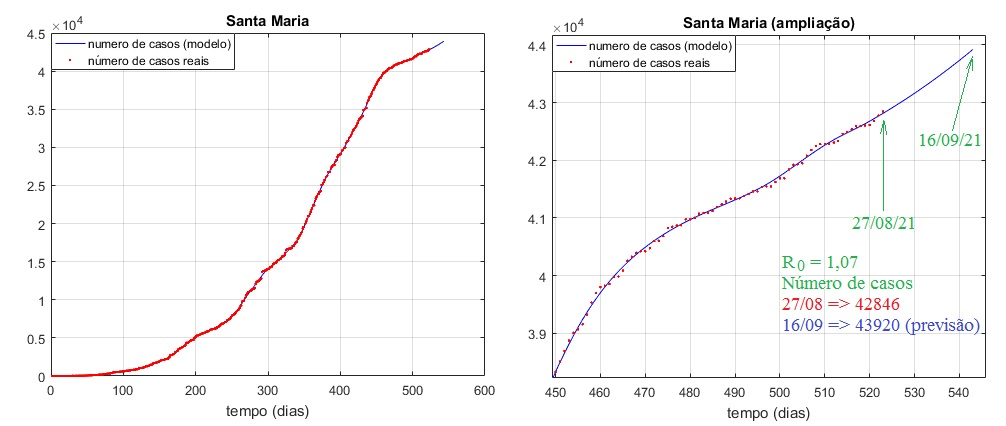 Santa Maria
×10⁴
numero de casos (modelo)
número de casos reais
4.5
4
3.5
3
2.5
2
1.5
1
0.5
0
0 100 200 300 400 500 600
tempo (dias)
Santa Maria (ampliação)
×10⁴
numero de casos (modelo)
número de casos reais
4.4
4.3
4.2
4.1
4
3.9
16/09/21
27/08/21
R₀ = 1,07
Número de casos
27/08 => 42846
16/09 => 43920 (previsão)
450 460 470 480 490 500 510 520 530 540
tempo (dias)